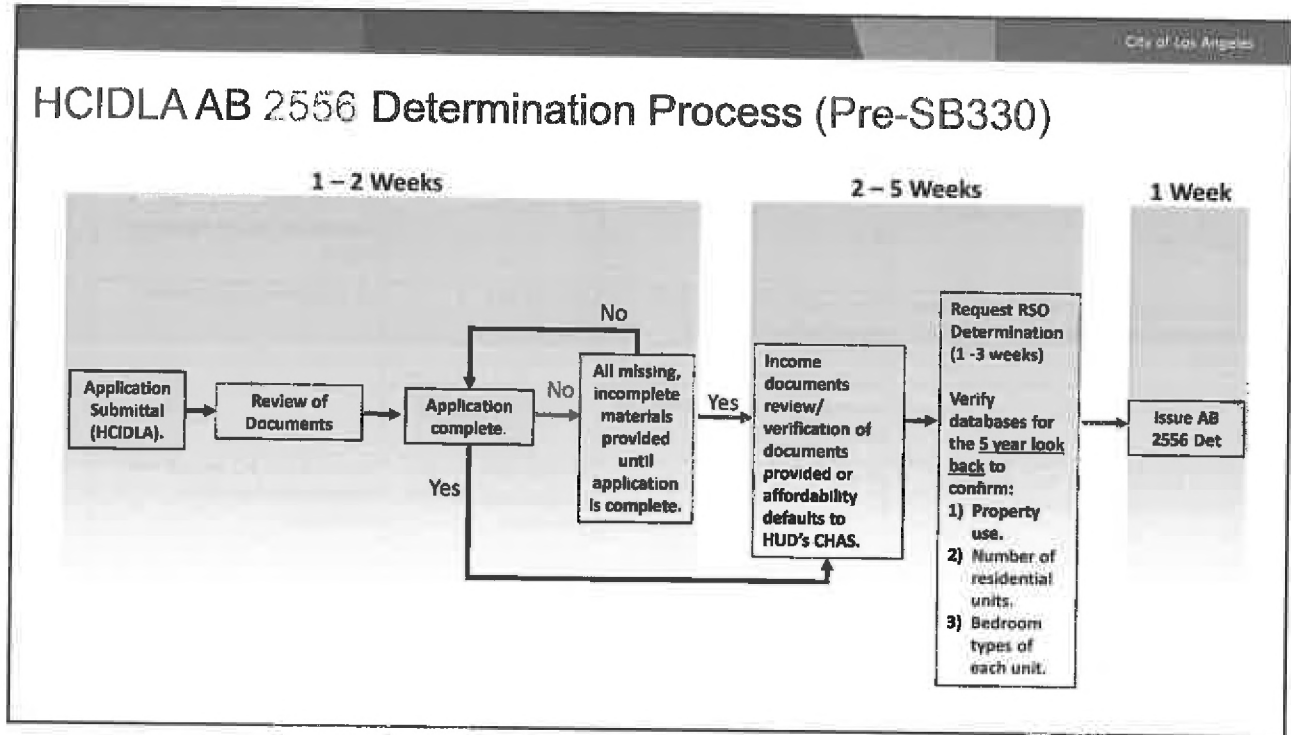 City of Los Angeles
HCIDLA AB 2556 Determination Process (Pre-SB330)
1 – 2 Weeks
2 – 5 Weeks
1 Week
Application
Submittal
(HCIDLA).
Review of
Documents
Application
complete.
Yes
No
No
All missing,
incomplete
materials
provided
until
application
is complete.
Yes
Income
documents
review/
verification of
documents
provided or
affordability
defaults to
HUD's CHAS.
Request RSO
Determination
(1 -3 weeks)
Verify
databases for
the 5 year look
back to
confirm:
1) Property
use.
2) Number of
residential
units.
3) Bedroom
types of
each unit.
Issue AB
2556 Det